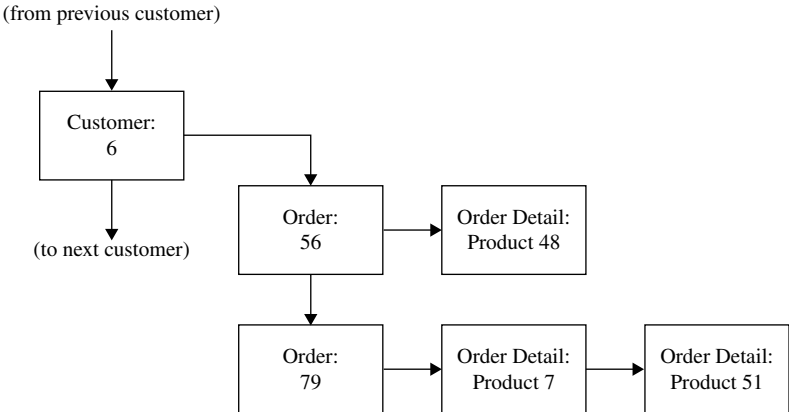 (from previous customer)
Customer:
6
(to next customer)
Order:
56
Order Detail:
Product 48
Order:
79
Order Detail:
Product 7
Order Detail:
Product 51